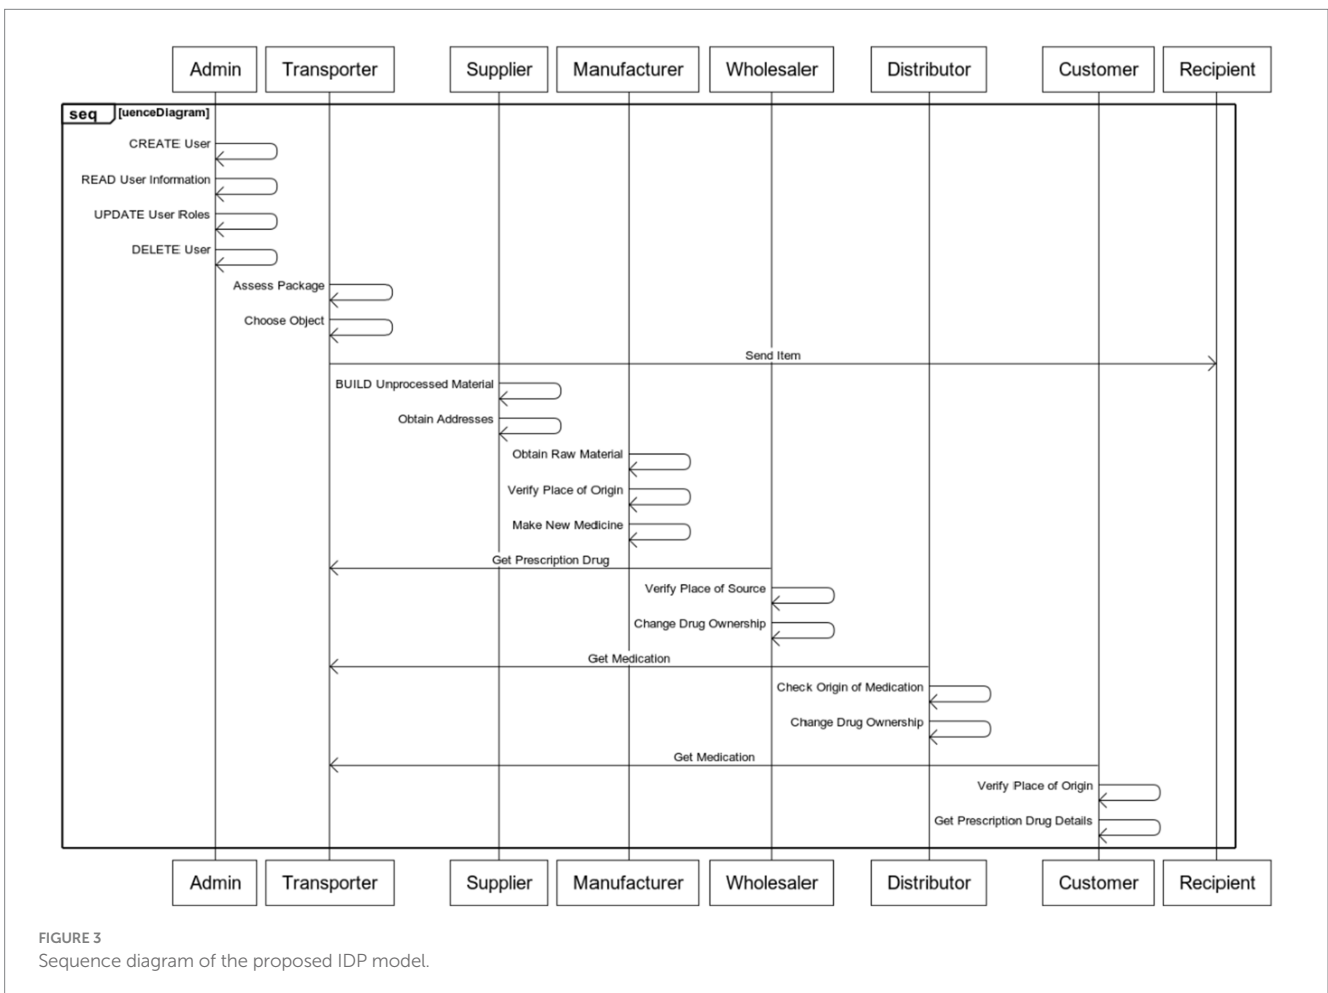 Admin Transporter Supplier Manufacturer Wholesaler Distributor Customer Recipient
seq [uenceDiagram]
CREATE User
READ User Information
UPDATE User Roles
DELETE User
Assess Package
Choose Object
Send Item
BUILD Unprocessed Material
Obtain Addresses
Obtain Raw Material
Verify Place of Origin
Make New Medicine
Get Prescription Drug
Verify Place of Source
Change Drug Ownership
Get Medication
Check Origin of Medication
Change Drug Ownership
Get Medication
Verify Place of Origin
Get Prescription Drug Details
Admin Transporter Supplier Manufacturer Wholesaler Distributor Customer Recipient
FIGURE 3
Sequence diagram of the proposed IDP model.